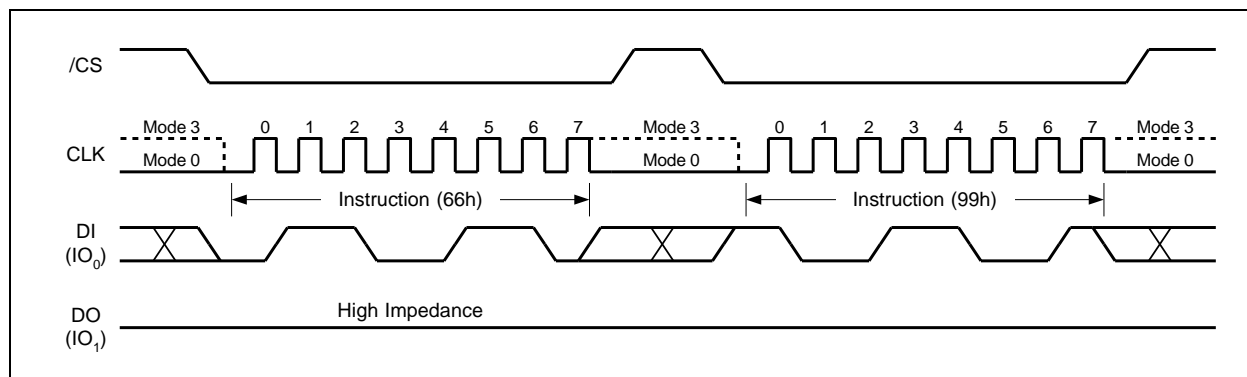 /CS
Mode 3 0 1 2 3 4 5 6 7 Mode 3 0 1 2 3 4 5 6 7 Mode 3
CLK
Mode 0 Mode 0 Mode 0
Instruction (66h) Instruction (99h)
DI
(IO0)
High Impedance
DO
(IO1)